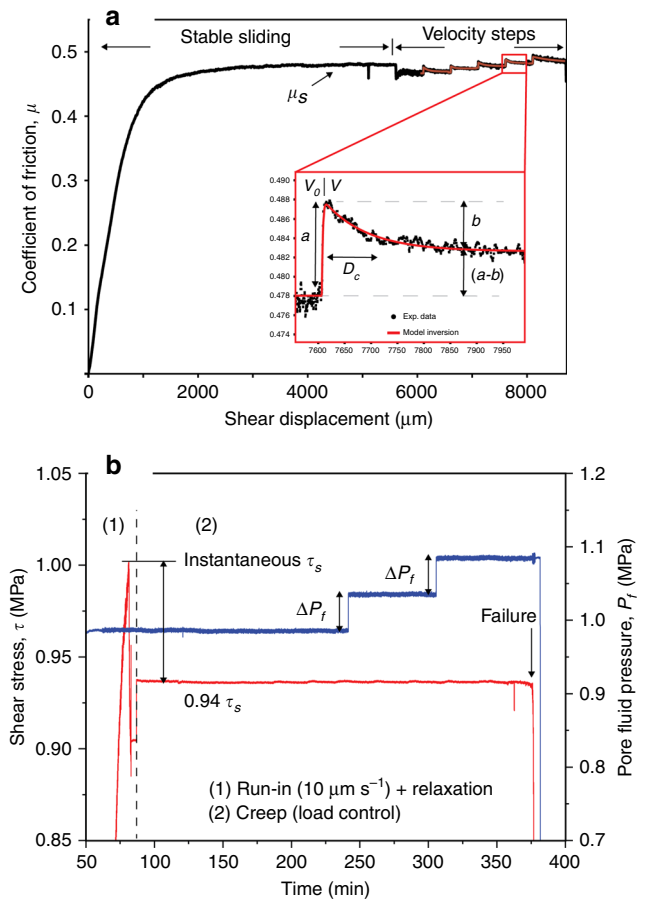 a
0.5
0.4
0.3
0.2
0.1
Coefficient of friction, μ
Stable sliding
Velocity steps
μS
0.490
0.488
0.486
0.484
0.482
0.480
0.478
0.476
0.474
V0 | V
a
b
Dc
(a-b)
Exp. data
Model inversion
7600 7650 7700 7750 7800 7850 7900 7950
0 2000 4000 6000 8000
Shear displacement (μm)
b
1.05
1.00
0.95
0.90
0.85
Shear stress, τ (MPa)
(1) (2)
Instantaneous τs
ΔPf
ΔPf
Failure
0.94 τs
(1) Run-in (10 μm s−1) + relaxation
(2) Creep (load control)
1.2
1.1
1.0
0.9
0.8
0.7
Pore fluid pressure, Pf (MPa)
50 100 150 200 250 300 350 400
Time (min)